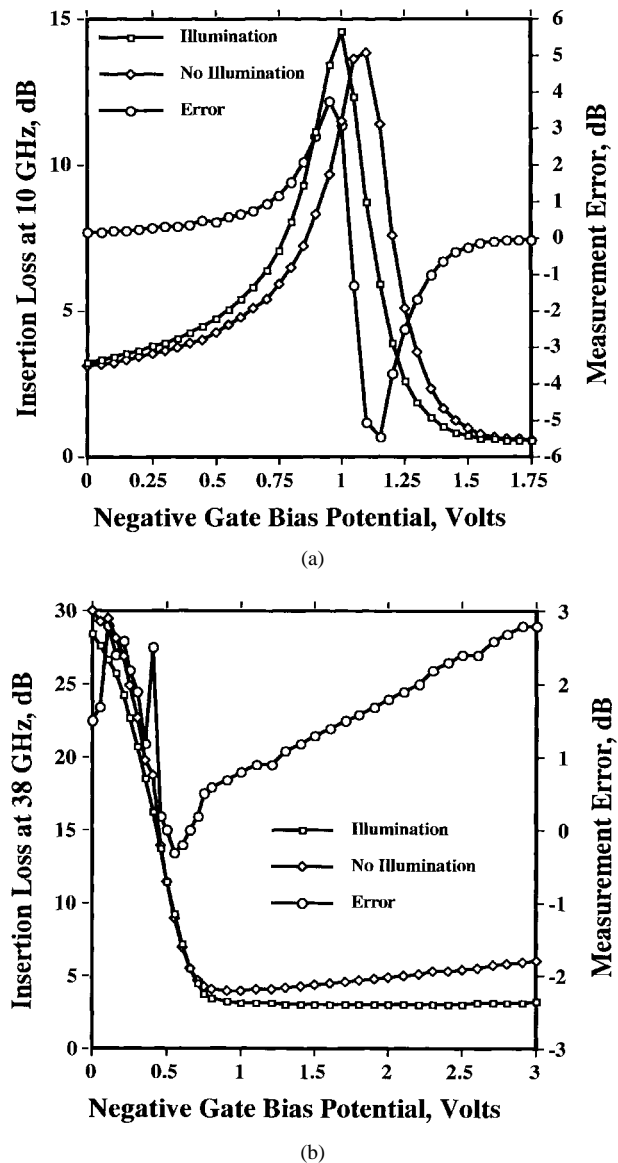 15
10
5
0
Insertion Loss at 10 GHz, dB
Illumination
No Illumination
Error
6
5
4
3
2
1
0
-1
-2
-3
-4
-5
-6
Measurement Error, dB
0 0.25 0.5 0.75 1 1.25 1.5 1.75
Negative Gate Bias Potential, Volts
(a)
30
25
20
15
10
5
0
Insertion Loss at 38 GHz, dB
Illumination
No Illumination
Error
3
2
1
0
-1
-2
-3
Measurement Error, dB
0 0.5 1 1.5 2 2.5 3
Negative Gate Bias Potential, Volts
(b)